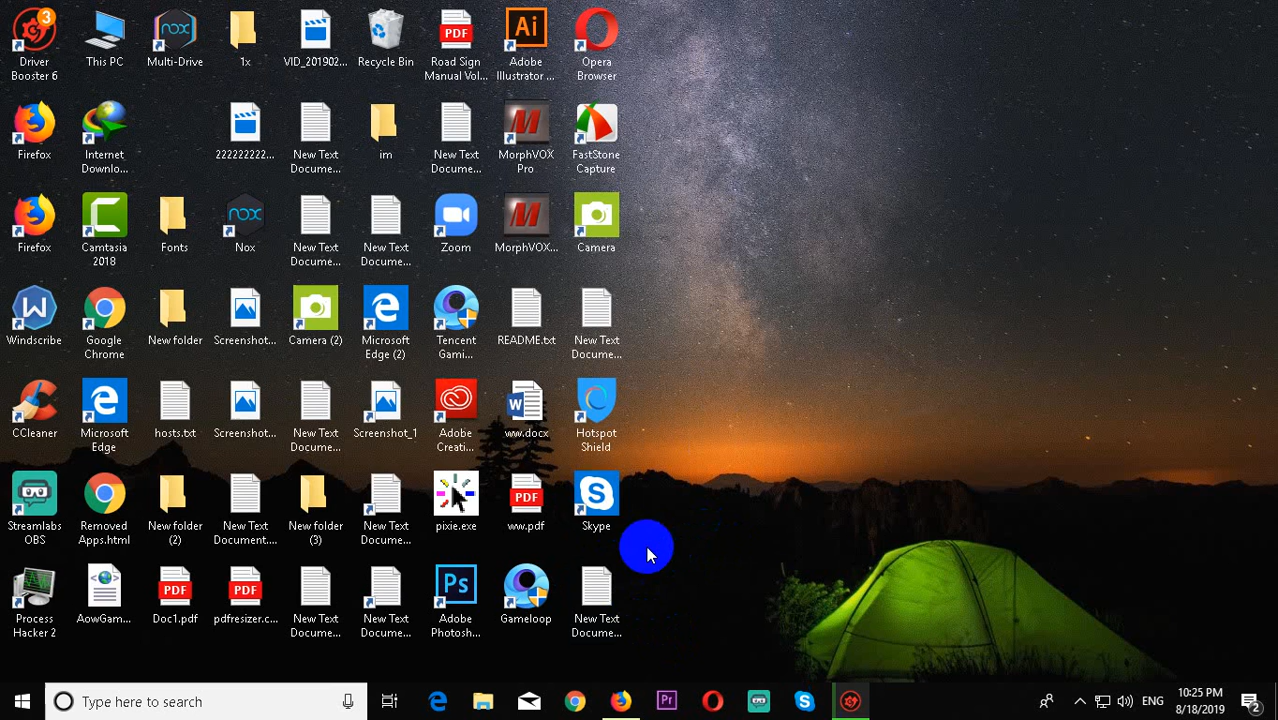 3
Driver
Booster 6
This PC
Multi-Drive
1x
VID_201902...
Recycle Bin
PDF
Road Sign
Manual Vol...
Ai
Adobe
Illustrator ...
Opera
Browser
Firefox
Internet
Downlo...
222222222...
New Text
Docume...
im
New Text
Docume...
MorphVOX
Pro
FastStone
Capture
Firefox
Camtasia
2018
Fonts
nox
Nox
New Text
Docume...
New Text
Docume...
Zoom
MorphVOX...
Camera
Windscribe
Google
Chrome
New folder
Screenshot...
Camera (2)
Microsoft
Edge (2)
Tencent
Gami...
README.txt
New Text
Docume...
CCleaner
Microsoft
Edge
hosts.txt
Screenshot...
New Text
Docume...
Screenshot_1
Adobe
Creati...
ww.docx
Hotspot
Shield
Streamlabs
OBS
Removed
Apps.html
New folder
(2)
New Text
Document....
New folder
(3)
New Text
Docume...
pixie.exe
PDF
ww.pdf
Skype
Process
Hacker 2
AowGam...
PDF
Doc1.pdf
PDF
pdfresizer.c...
New Text
Docume...
New Text
Docume...
Ps
Adobe
Photosh...
Gameloop
New Text
Docume...
Type here to search
Pr
ENG
10:25 PM
8/18/2019
2